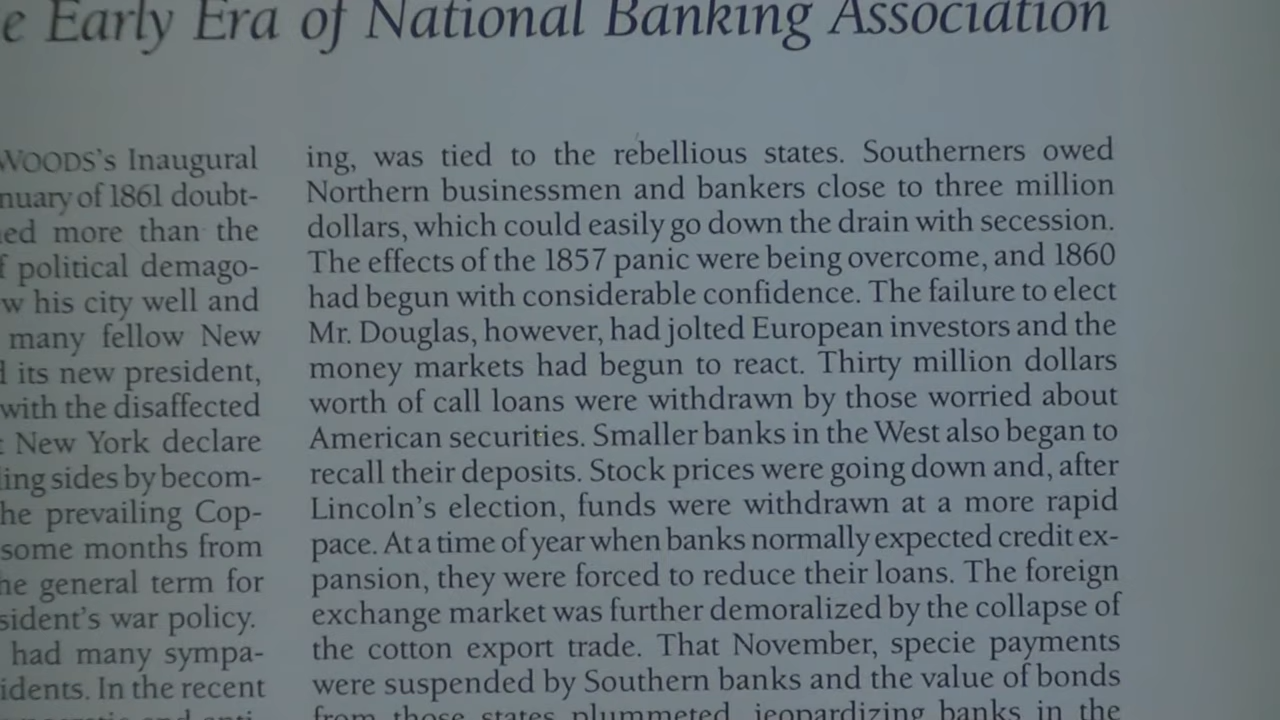 e Early Era of National Banking Association
WOODS's Inaugural
nuary of 1861 doubt-
ed more than the
f political demago-
w his city well and
many fellow New
d its new president,
with the disaffected
New York declare
ling sides by becom-
he prevailing Cop-
some months from
he general term for
sident's war policy.
had many sympa-
idents. In the recent
ing, was tied to the rebellious states. Southerners owed
Northern businessmen and bankers close to three million
dollars, which could easily go down the drain with secession.
The effects of the 1857 panic were being overcome, and 1860
had begun with considerable confidence. The failure to elect
Mr. Douglas, however, had jolted European investors and the
money markets had begun to react. Thirty million dollars
worth of call loans were withdrawn by those worried about
American securities. Smaller banks in the West also began to
recall their deposits. Stock prices were going down and, after
Lincoln's election, funds were withdrawn at a more rapid
pace. At a time of year when banks normally expected credit ex-
pansion, they were forced to reduce their loans. The foreign
exchange market was further demoralized by the collapse of
the cotton export trade. That November, specie payments
were suspended by Southern banks and the value of bonds
from those states plummeted, jeopardizing banks in the